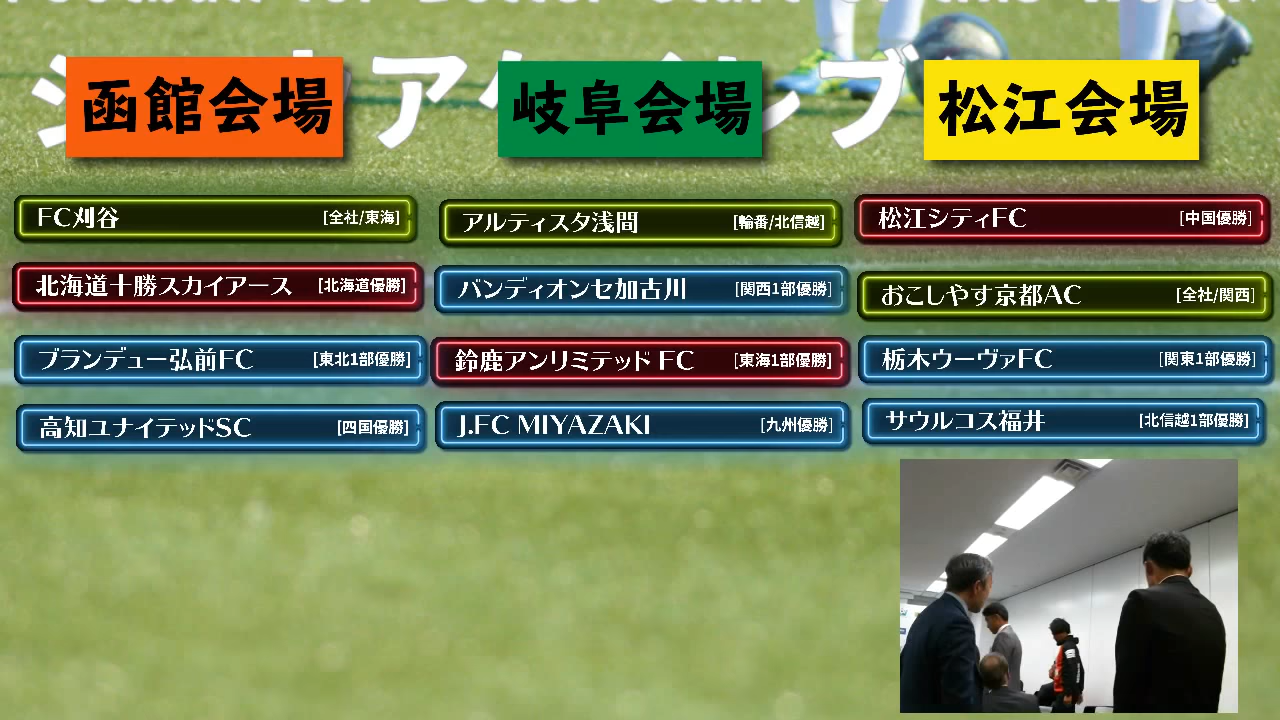 函館会場
FC刈谷 [全社/東海]
北海道十勝スカイアース [北海道優勝]
ブランデュー弘前FC [東北1部優勝]
高知ユナイテッドSC [四国優勝]
岐阜会場
アルティスタ浅間 [輪番/北信越]
バンディオンセ加古川 [関西1部優勝]
鈴鹿アンリミテッド FC [東海1部優勝]
J.FC MIYAZAKI [九州優勝]
松江会場
松江シティFC [中国優勝]
おこしやす京都AC [全社/関西]
栃木ウーヴァFC [関東1部優勝]
サウルコス福井 [北信越1部優勝]